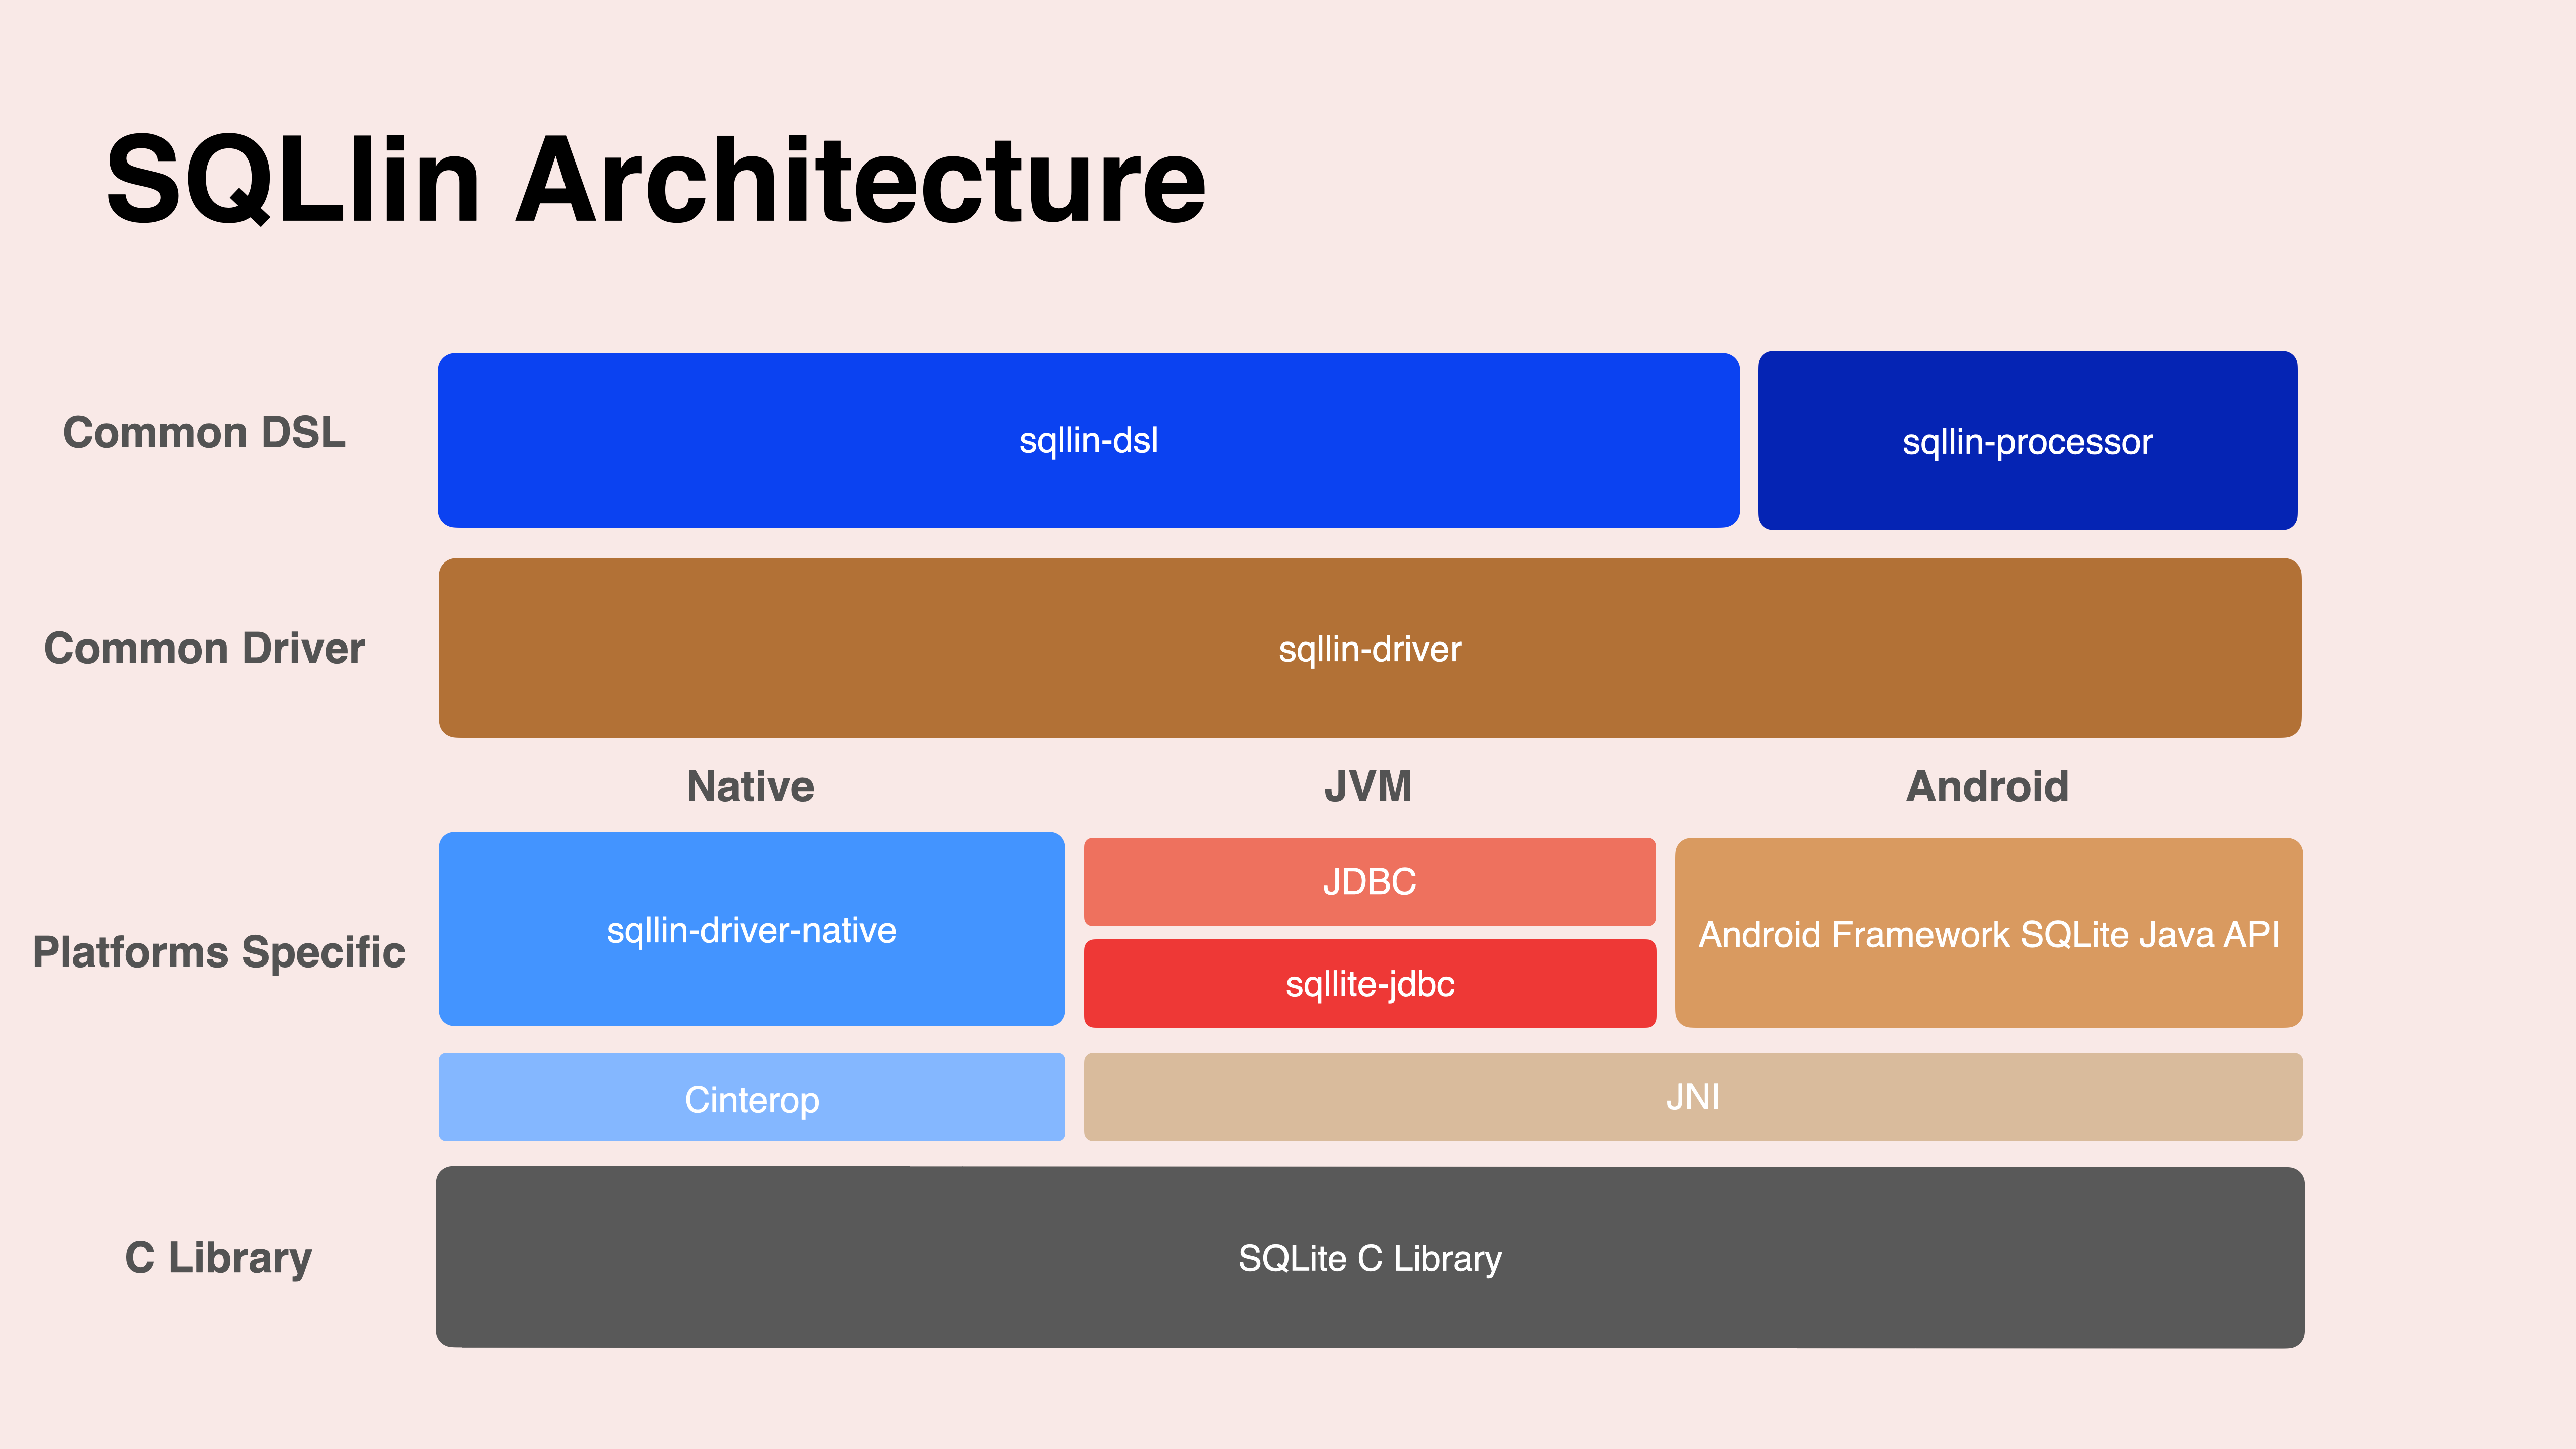 SQLlin Architecture
Common DSL
sqllin-dsl
sqllin-processor
Common Driver
sqllin-driver
Native
JVM
Android
Platforms Specific
sqllin-driver-native
JDBC
sqllite-jdbc
Android Framework SQLite Java API
Cinterop
JNI
C Library
SQLite C Library